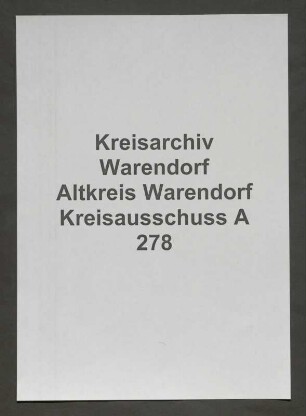 Kreisarchiv
Warendorf
Altkreis Warendorf
Kreisausschuss A
278